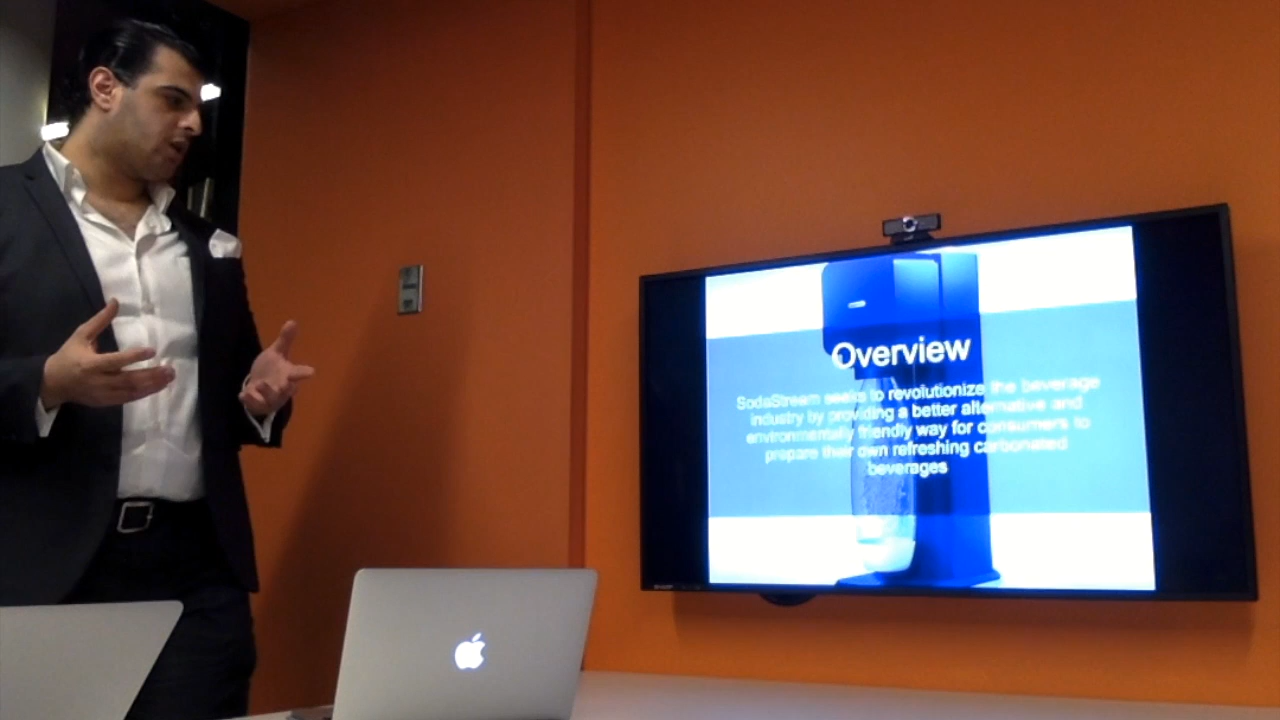 Overview
SodaStream seeks to revolutionize the beverage
industry by providing a better alternative and
environmentally friendly way for consumers to
prepare their own refreshing carbonated
beverages